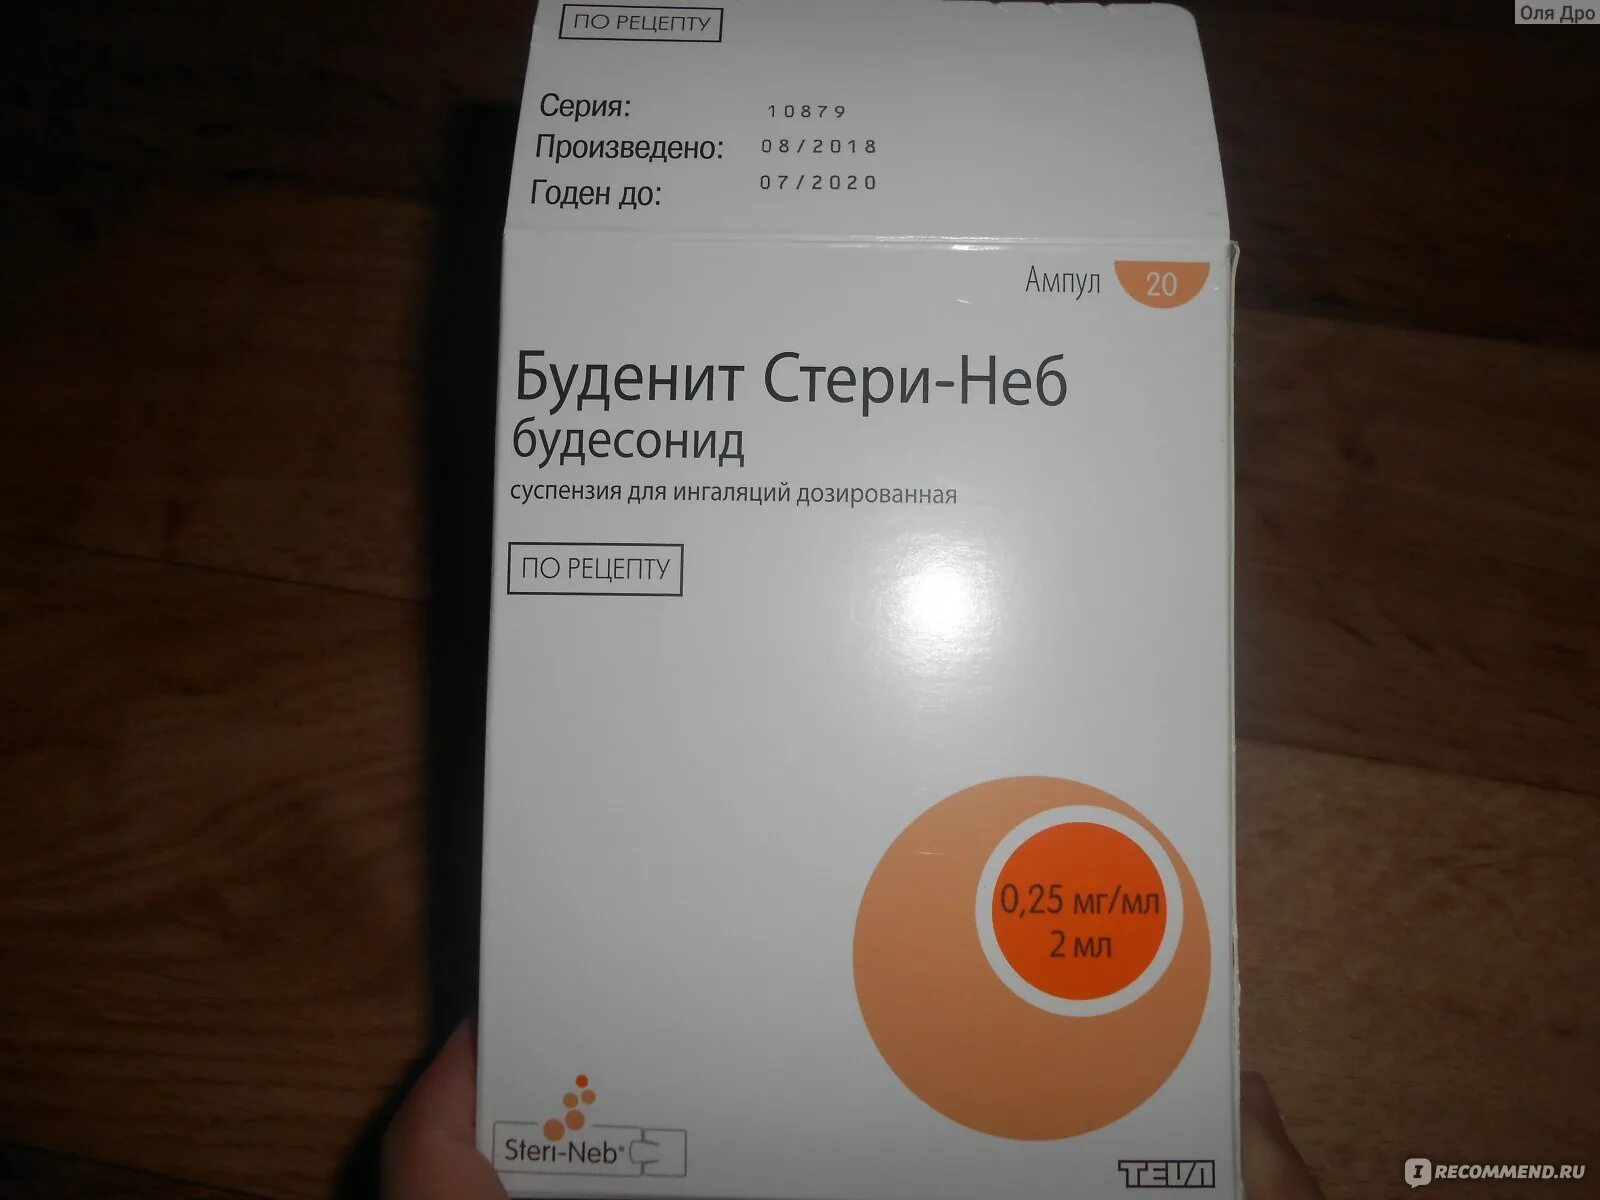 Оля Дро
ПО РЕЦЕПТУ
Серия: 10879
Произведено: 08/2018
Годен до: 07/2020
Ампул 20
Буденит Стери-Неб
будесонид
суспензия для ингаляций дозированная
ПО РЕЦЕПТУ
0,25 мг/мл
2 мл
Steri-Neb®
TEVA
IRECOMMEND.RU